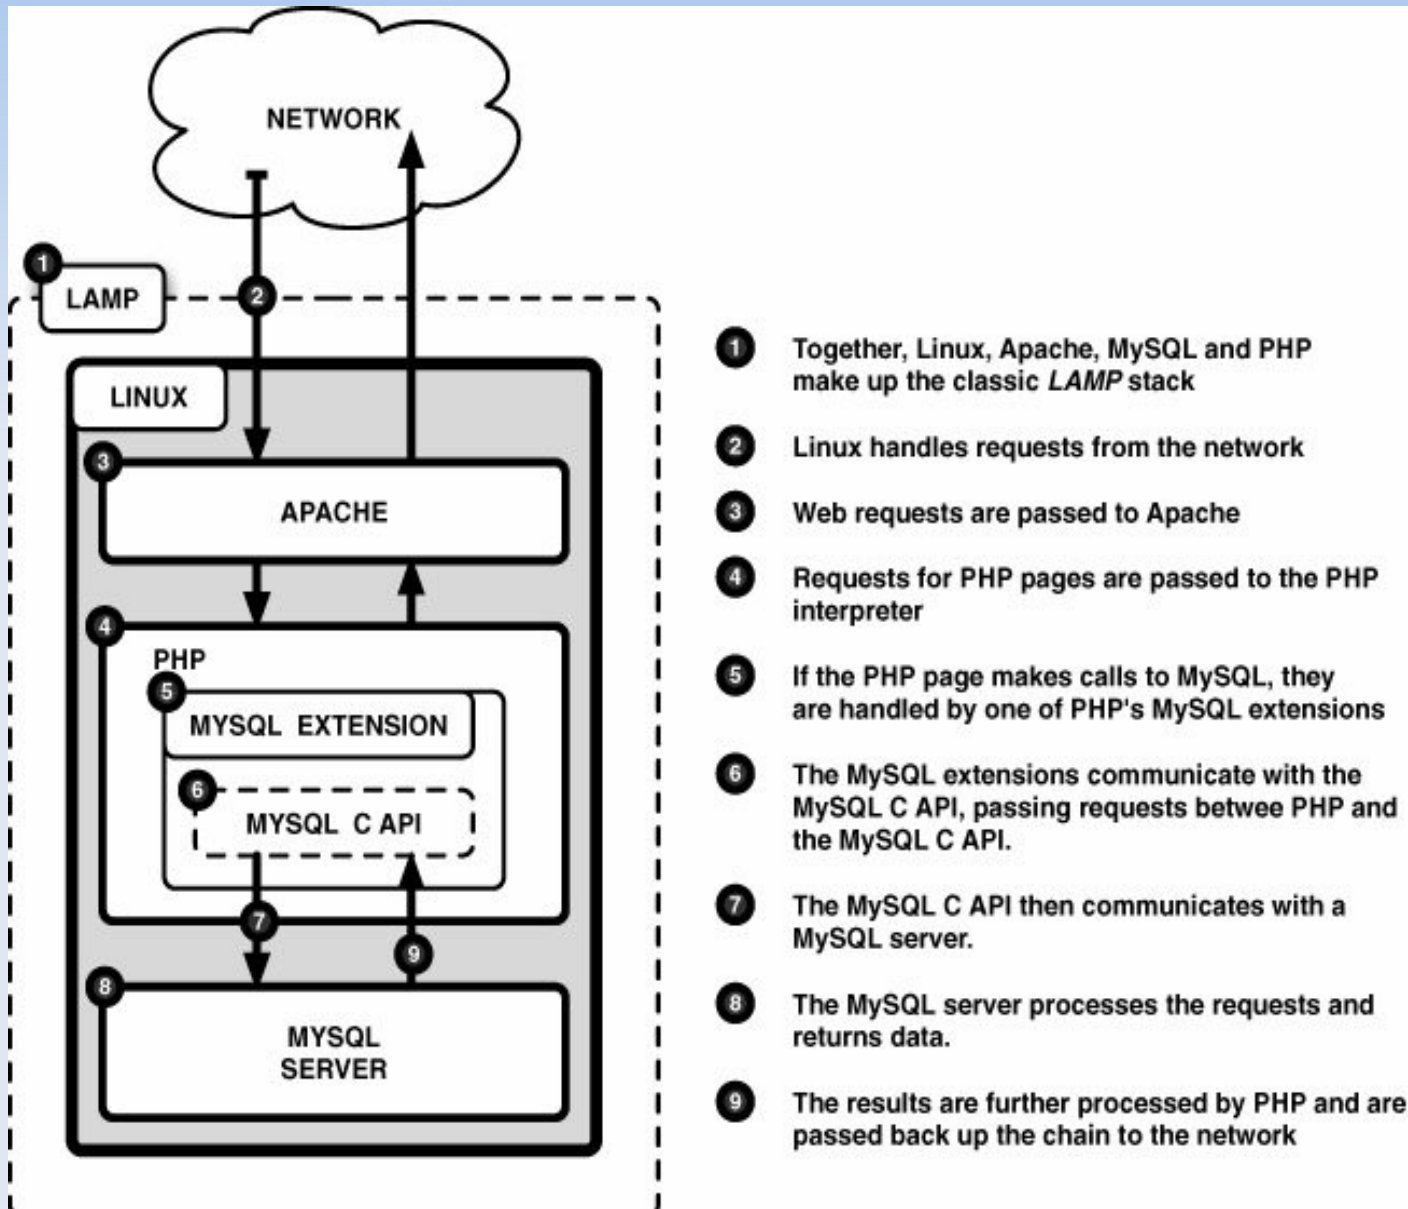 NETWORK
1
LAMP
2
LINUX
3
APACHE
4
PHP
5
MYSQL EXTENSION
6
MYSQL C API
7
9
8
MYSQL
SERVER
1 Together, Linux, Apache, MySQL and PHP
make up the classic LAMP stack
2 Linux handles requests from the network
3 Web requests are passed to Apache
4 Requests for PHP pages are passed to the PHP
interpreter
5 If the PHP page makes calls to MySQL, they
are handled by one of PHP's MySQL extensions
6 The MySQL extensions communicate with the
MySQL C API, passing requests betwee PHP and
the MySQL C API.
7 The MySQL C API then communicates with a
MySQL server.
8 The MySQL server processes the requests and
returns data.
9 The results are further processed by PHP and are
passed back up the chain to the network